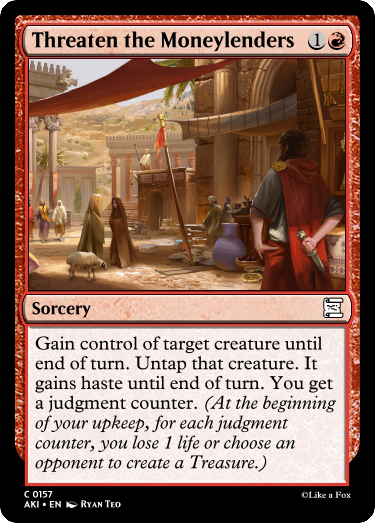 Threaten the Moneylenders 1
Sorcery
Gain control of target creature until
end of turn. Untap that creature. It
gains haste until end of turn. You get
a judgment counter. (At the beginning
of your upkeep, for each judgment
counter, you lose 1 life or choose an
opponent to create a Treasure.)
C 0157
AKI • EN Ryan Teo
©Like a Fox